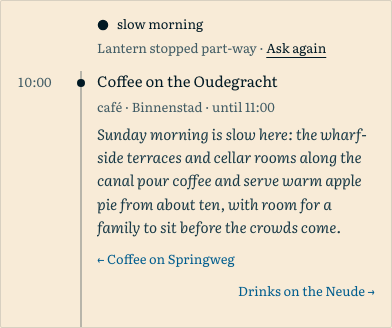 slow morning
Lantern stopped part-way · Ask again
10:00 Coffee on the Oudegracht
café · Binnenstad · until 11:00
Sunday morning is slow here: the wharf-
side terraces and cellar rooms along the
canal pour coffee and serve warm apple
pie from about ten, with room for a
family to sit before the crowds come.
← Coffee on Springweg
Drinks on the Neude →